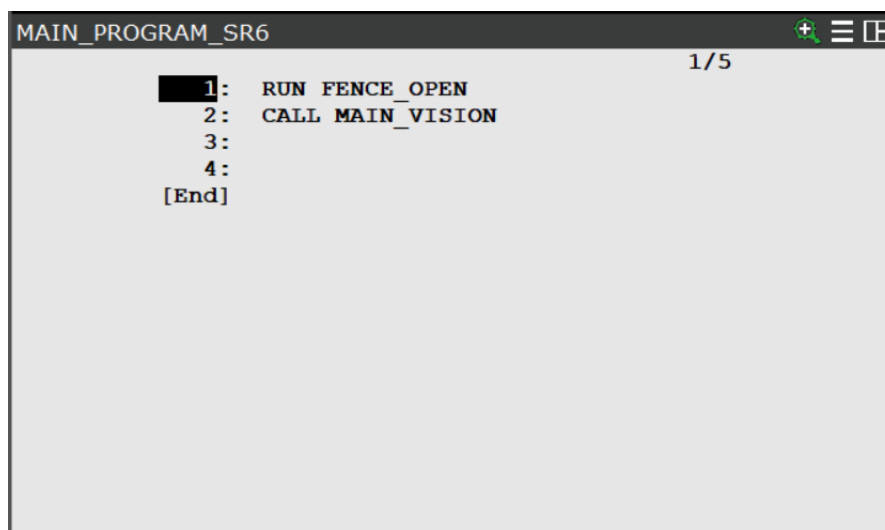 MAIN_PROGRAM_SR6
1/5
1: RUN FENCE_OPEN
2: CALL MAIN_VISION
3:
4:
[End]